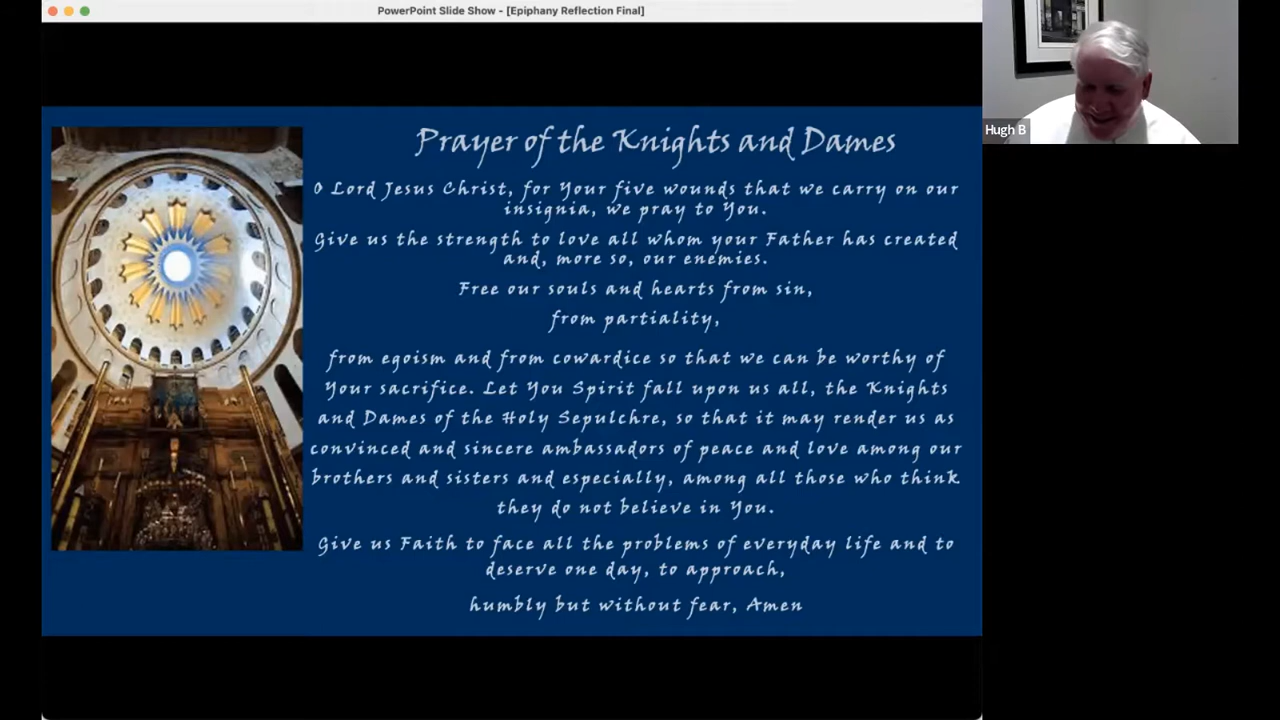 PowerPoint Slide Show - [Epiphany Reflection Final]
Hugh B
Prayer of the Knights and Dames
O Lord Jesus Christ, for Your five wounds that we carry on our
insignia, we pray to You.
Give us the strength to love all whom your Father has created
and, more so, our enemies.
Free our souls and hearts from sin,
from partiality,
from egoism and from cowardice so that we can be worthy of
Your sacrifice. Let You Spirit fall upon us all, the Knights
and Dames of the Holy Sepulchre, so that it may render us as
convinced and sincere ambassadors of peace and love among our
brothers and sisters and especially, among all those who think
they do not believe in You.
Give us Faith to face all the problems of everyday life and to
deserve one day, to approach,
humbly but without fear, Amen